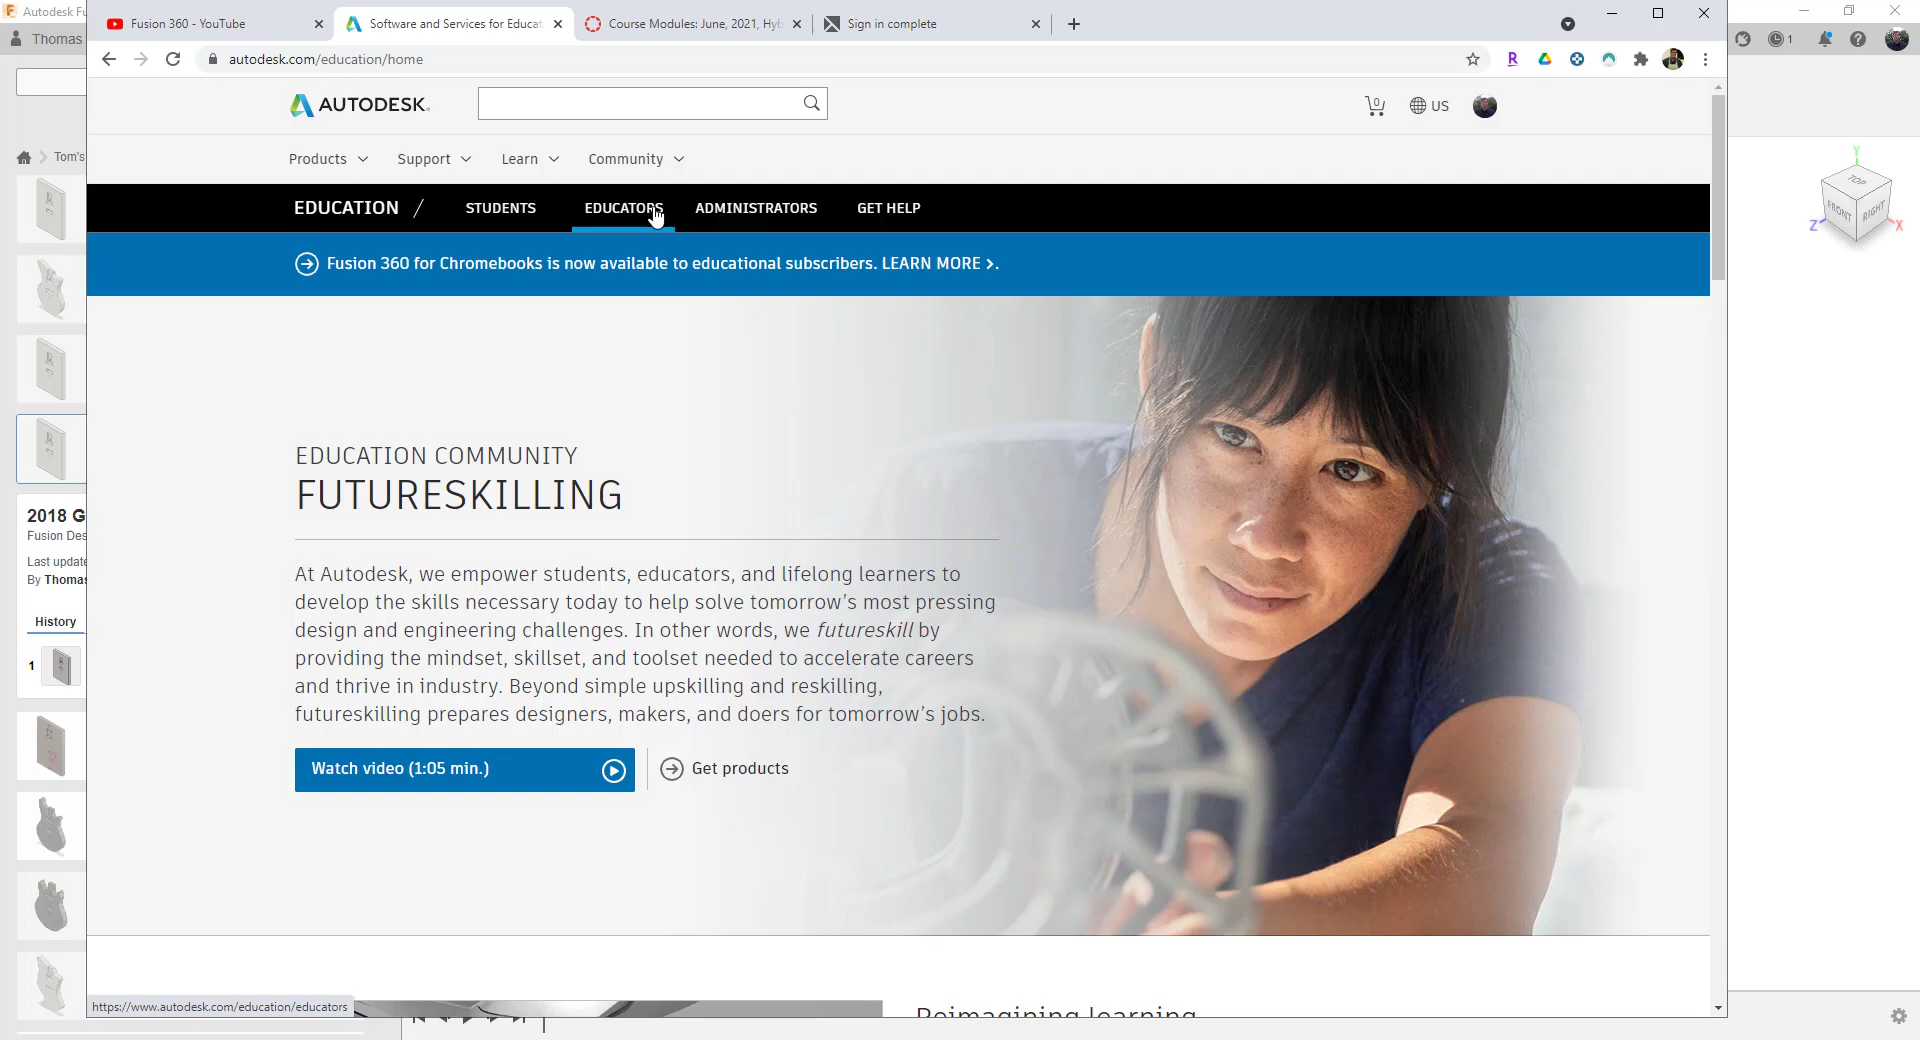 Autodesk Fu
Fusion 360 - YouTube
Software and Services for Educat
Course Modules: June, 2021, Hyb
Sign in complete
Thomas
1
autodesk.com/education/home
AUTODESK.
0
US
Products
Support
Learn
Community
Tom's
EDUCATION /
STUDENTS
EDUCATORS
ADMINISTRATORS
GET HELP
Fusion 360 for Chromebooks is now available to educational subscribers. LEARN MORE >.
Y
TOP
FRONT
RIGHT
Z
X
EDUCATION COMMUNITY
FUTURESKILLING
At Autodesk, we empower students, educators, and lifelong learners to
develop the skills necessary today to help solve tomorrow's most pressing
design and engineering challenges. In other words, we futureskill by
providing the mindset, skillset, and toolset needed to accelerate careers
and thrive in industry. Beyond simple upskilling and reskilling,
futureskilling prepares designers, makers, and doers for tomorrow's jobs.
Watch video (1:05 min.)
Get products
2018 G
Fusion Des
Last update
By Thomas
History
1
Reimagining learning
https://www.autodesk.com/education/educators